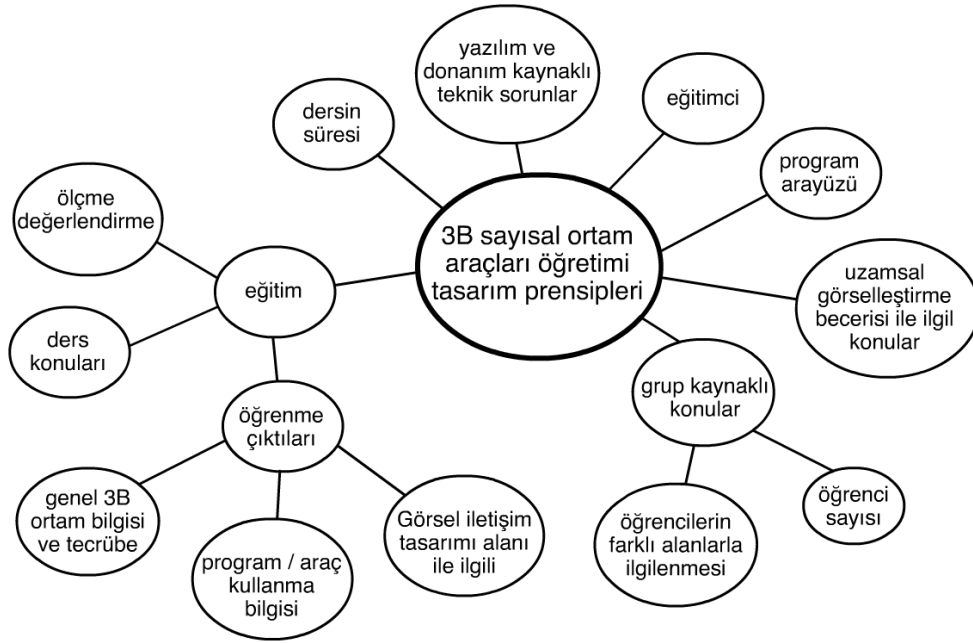 yazılım ve
donanım kaynaklı
teknik sorunlar
dersin
süresi
eğitimci
program
arayüzü
3B sayısal ortam
araçları öğretimi
tasarım prensipleri
ölçme
değerlendirme
eğitim
uzamsal
görselleştirme
becerisi ile ilgil
konular
ders
konuları
grup kaynaklı
konular
öğrenme
çıktıları
genel 3B
ortam bilgisi
ve tecrübe
program / araç
kullanma
bilgisi
Görsel iletişim
tasarımı alanı
ile ilgili
öğrencilerin
farklı alanlarla
ilgilenmesi
öğrenci
sayısı